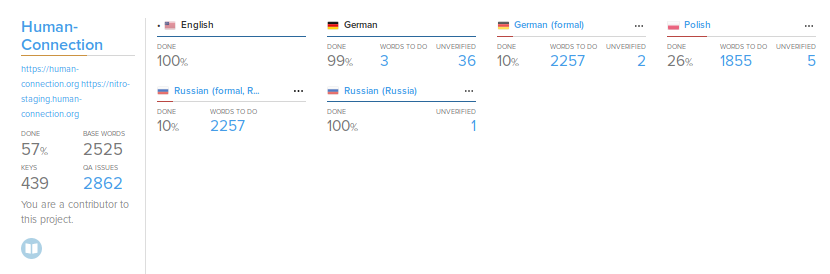 Human-
Connection
https://human-
connection.org https://nitro-
staging.human-
connection.org
DONE BASE WORDS
57% 2525
KEYS QA ISSUES
439 2862
You are a contributor to
this project.
• English
DONE
100%
German
DONE WORDS TO DO UNVERIFIED
99% 3 36
German (formal) •••
DONE WORDS TO DO UNVERIFIED
10% 2257 2
Polish •••
DONE WORDS TO DO UNVERIFIED
26% 1855 5
Russian (formal, R... •••
DONE WORDS TO DO
10% 2257
Russian (Russia) •••
DONE UNVERIFIED
100% 1